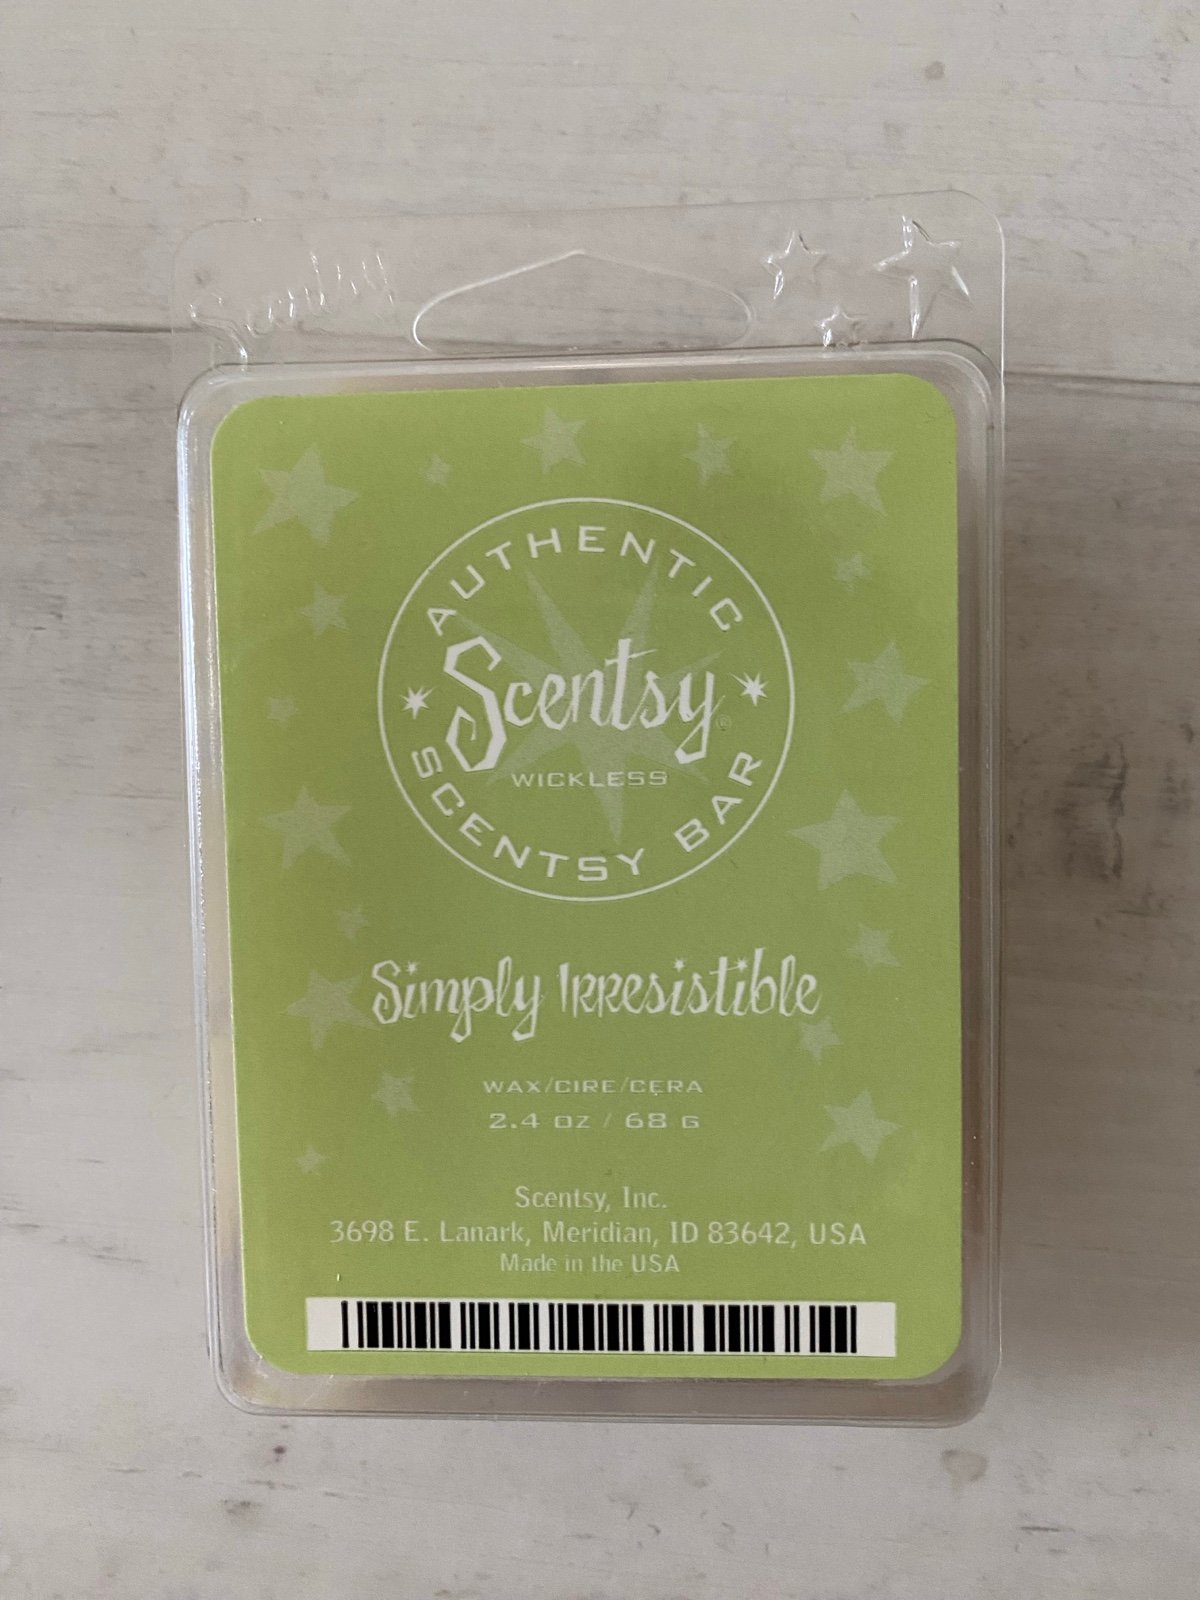 Scentsy
AUTHENTIC
Scentsy®
WICKLESS
SCENTSY BAR
Simply Irresistible
WAX/CIRE/CERA
2.4 OZ / 68 G
Scentsy, Inc.
3698 E. Lanark, Meridian, ID 83642, USA
Made in the USA